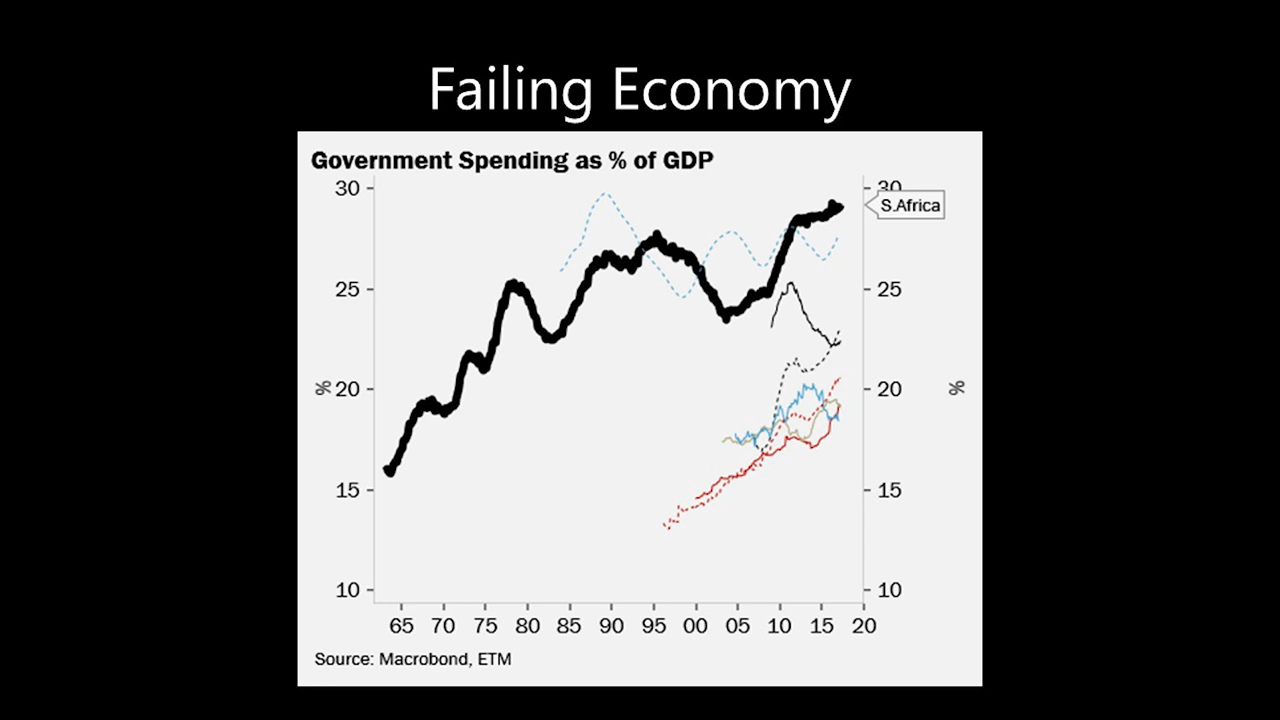 Failing Economy
Government Spending as % of GDP
30 30
S.Africa
25 25
% 20 20 %
15 15
10 10
65 70 75 80 85 90 95 00 05 10 15 20
Source: Macrobond, ETM